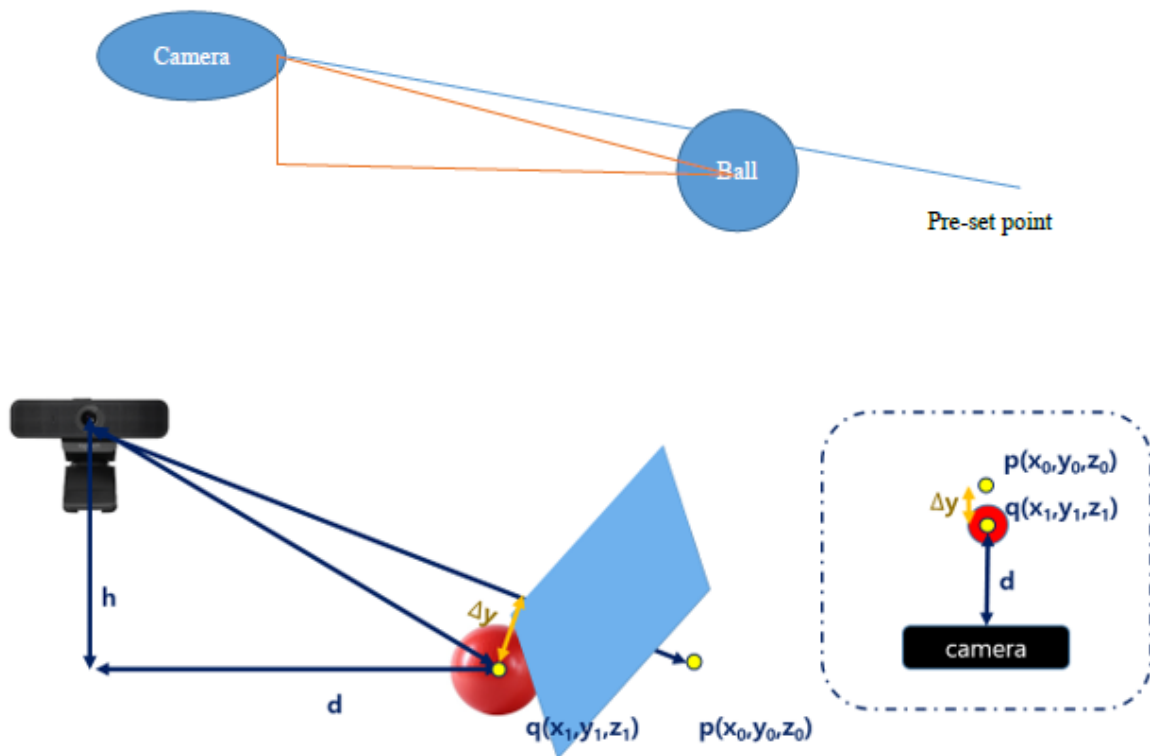 Camera
Ball
Pre-set point
h
d
Δy
q(x₁,y₁,z₁)
p(x₀,y₀,z₀)
p(x₀,y₀,z₀)
Δy
q(x₁,y₁,z₁)
d
camera